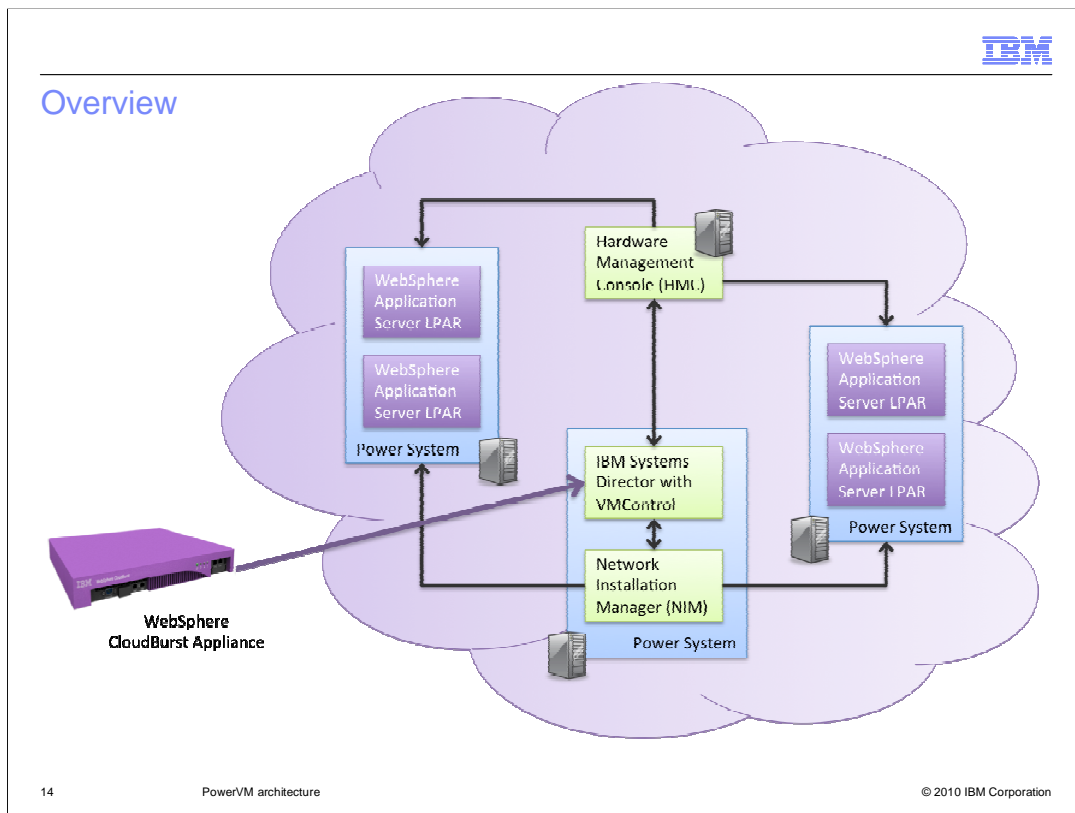 IBM
Overview
Hardware
Management
Console (HMC)
WebSphere
Application
Server LPAR
WebSphere
Application
Server LPAR
Power System
WebSphere
Application
Server LPAR
WebSphere
Application
Server LPAR
Power System
IBM Systems
Director with
VMControl
Network
Installation
Manager (NIM)
Power System
IBM
WebSphere
CloudBurst Appliance
14
PowerVM architecture
© 2010 IBM Corporation